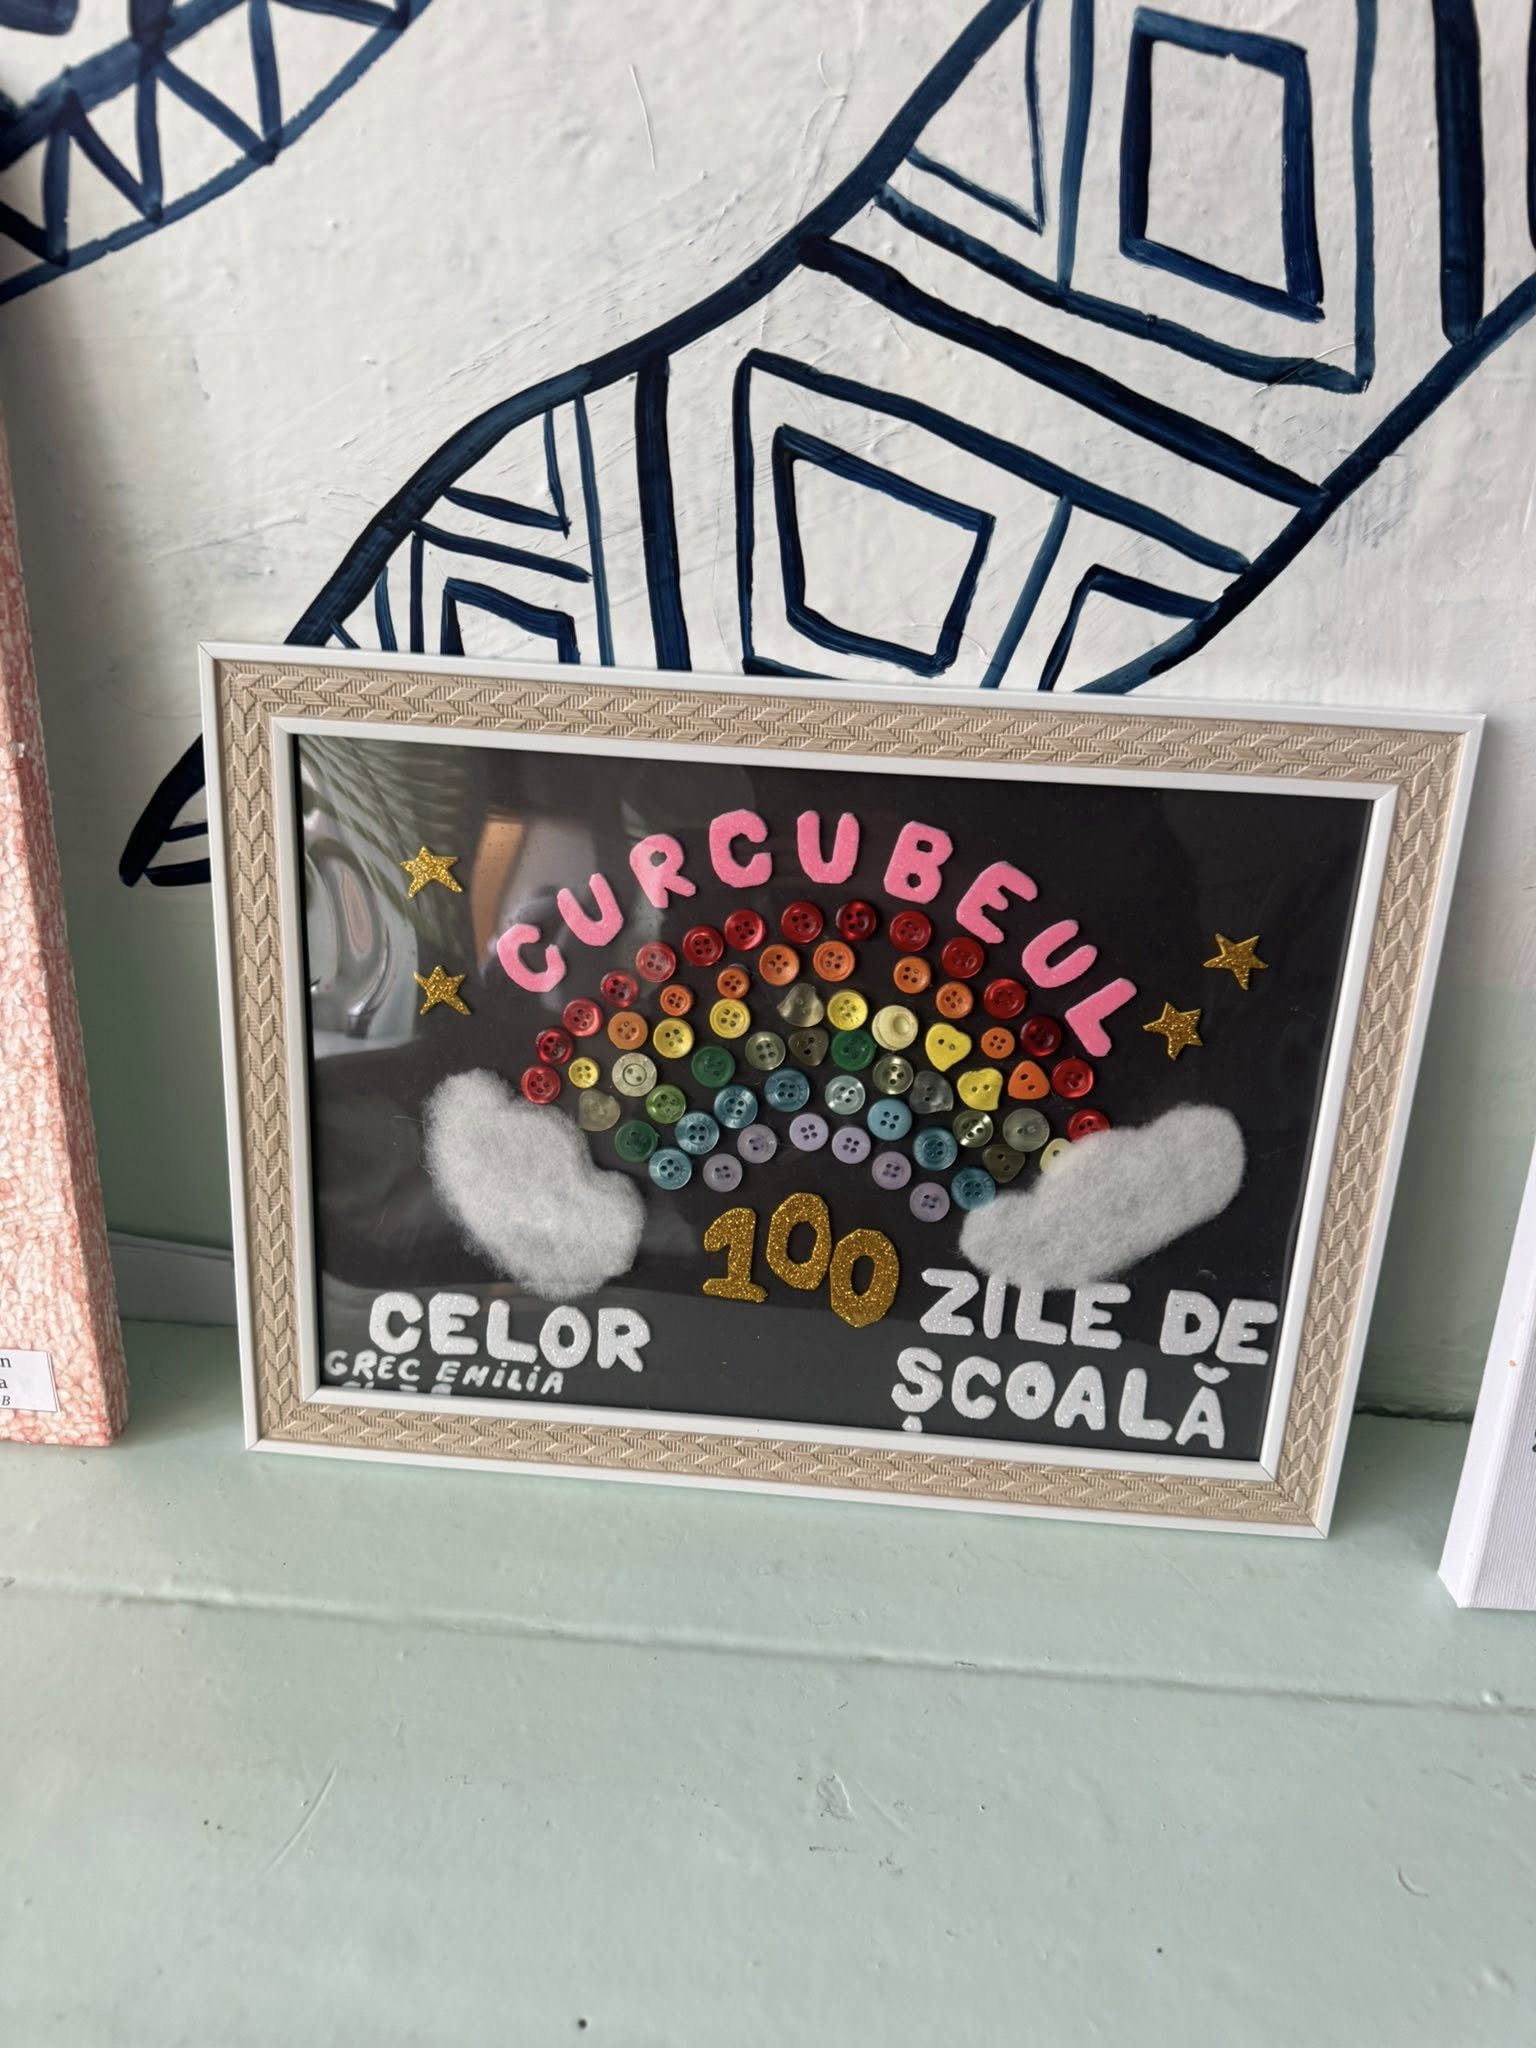 CURCUBEUL
CELOR 100 ZILE DE
ȘCOALĂ
GREC EMILIA